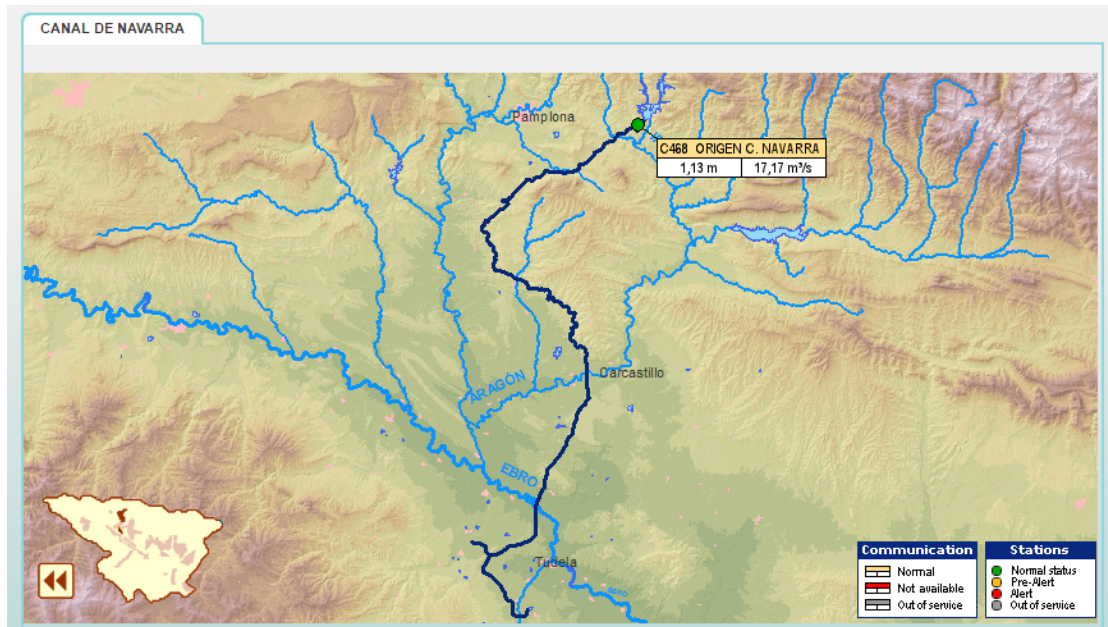 CANAL DE NAVARRA
Pamplona
C468 ORIGEN C. NAVARRA
1,13 m 17,17 m³/s
Carcastillo
ARAGÓN
EBRO
Tudela
EBRO
Communication
Normal
Not available
Out of service
Stations
Normal status
Pre-Alert
Alert
Out of service